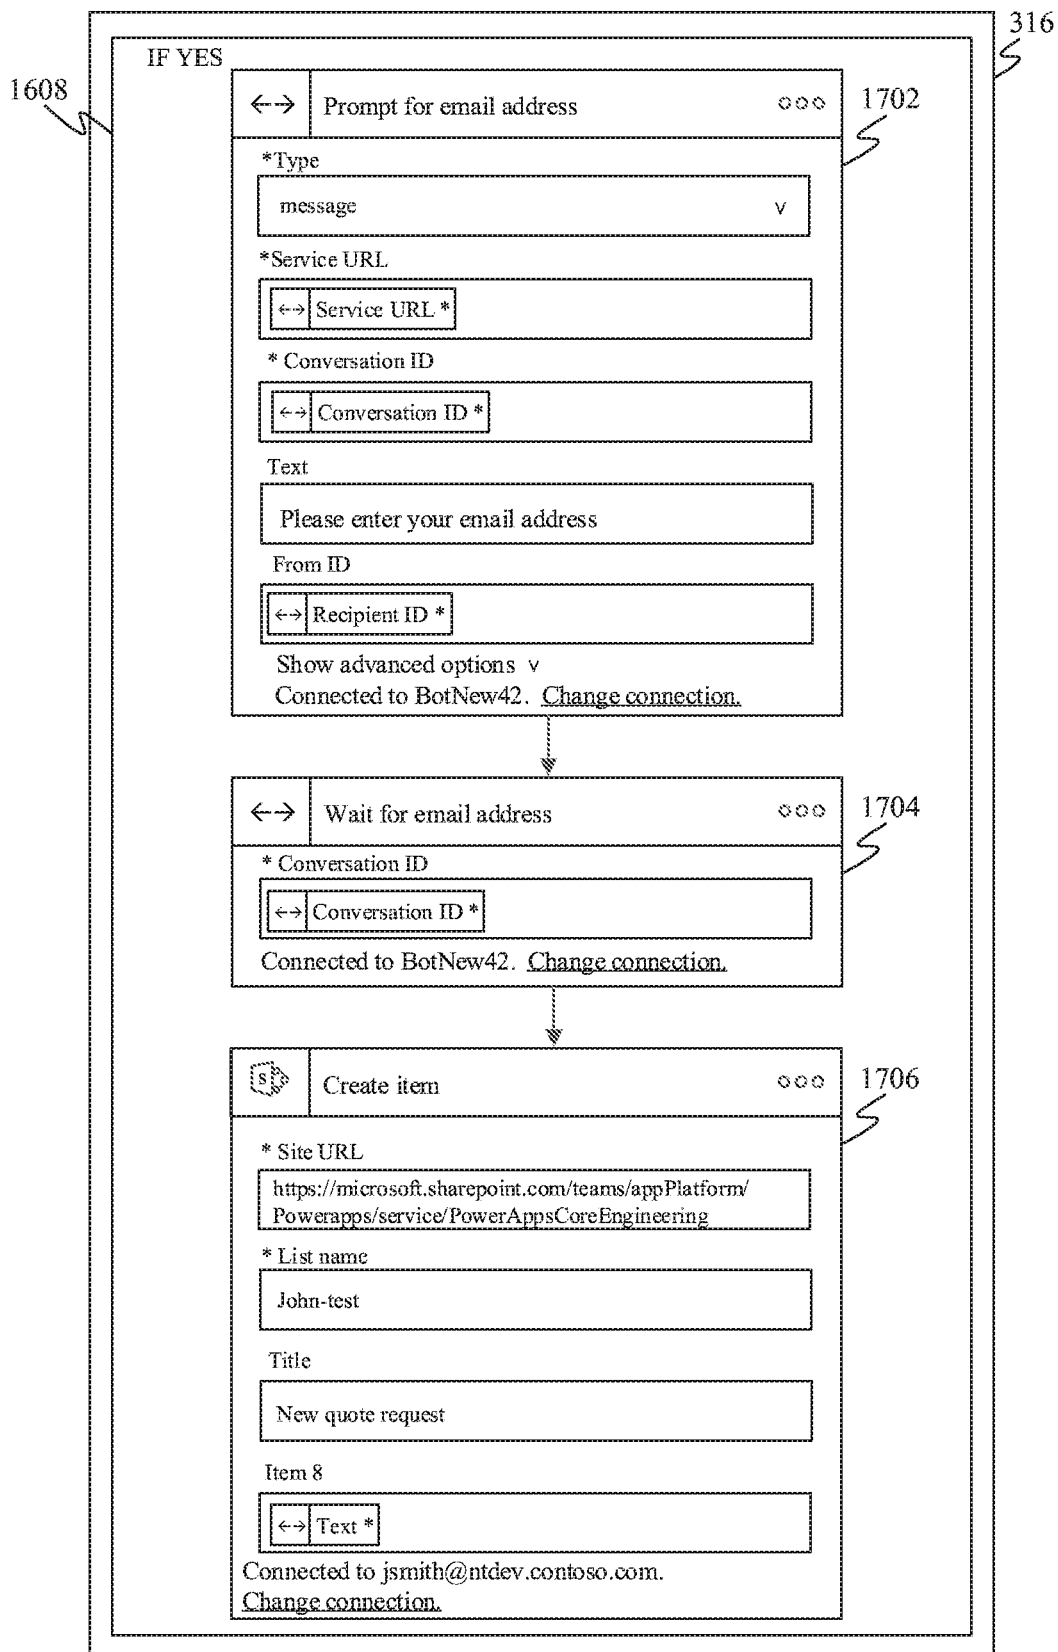 316
IF YES
1608
Prompt for email address
1702
*Type
message
*Service URL
Service URL *
* Conversation ID
Conversation ID *
Text
Please enter your email address
From ID
Recipient ID *
Show advanced options v
Connected to BotNew42. Change connection.
Wait for email address
1704
* Conversation ID
Conversation ID *
Connected to BotNew42. Change connection.
S
Create item
1706
* Site URL
https://microsoft.sharepoint.com/teams/appPlatform/
Powerapps/service/PowerAppsCoreEngineering
* List name
John-test
Title
New quote request
Item 8
Text *
Connected to jsmith@ntdev.contoso.com.
Change connection.